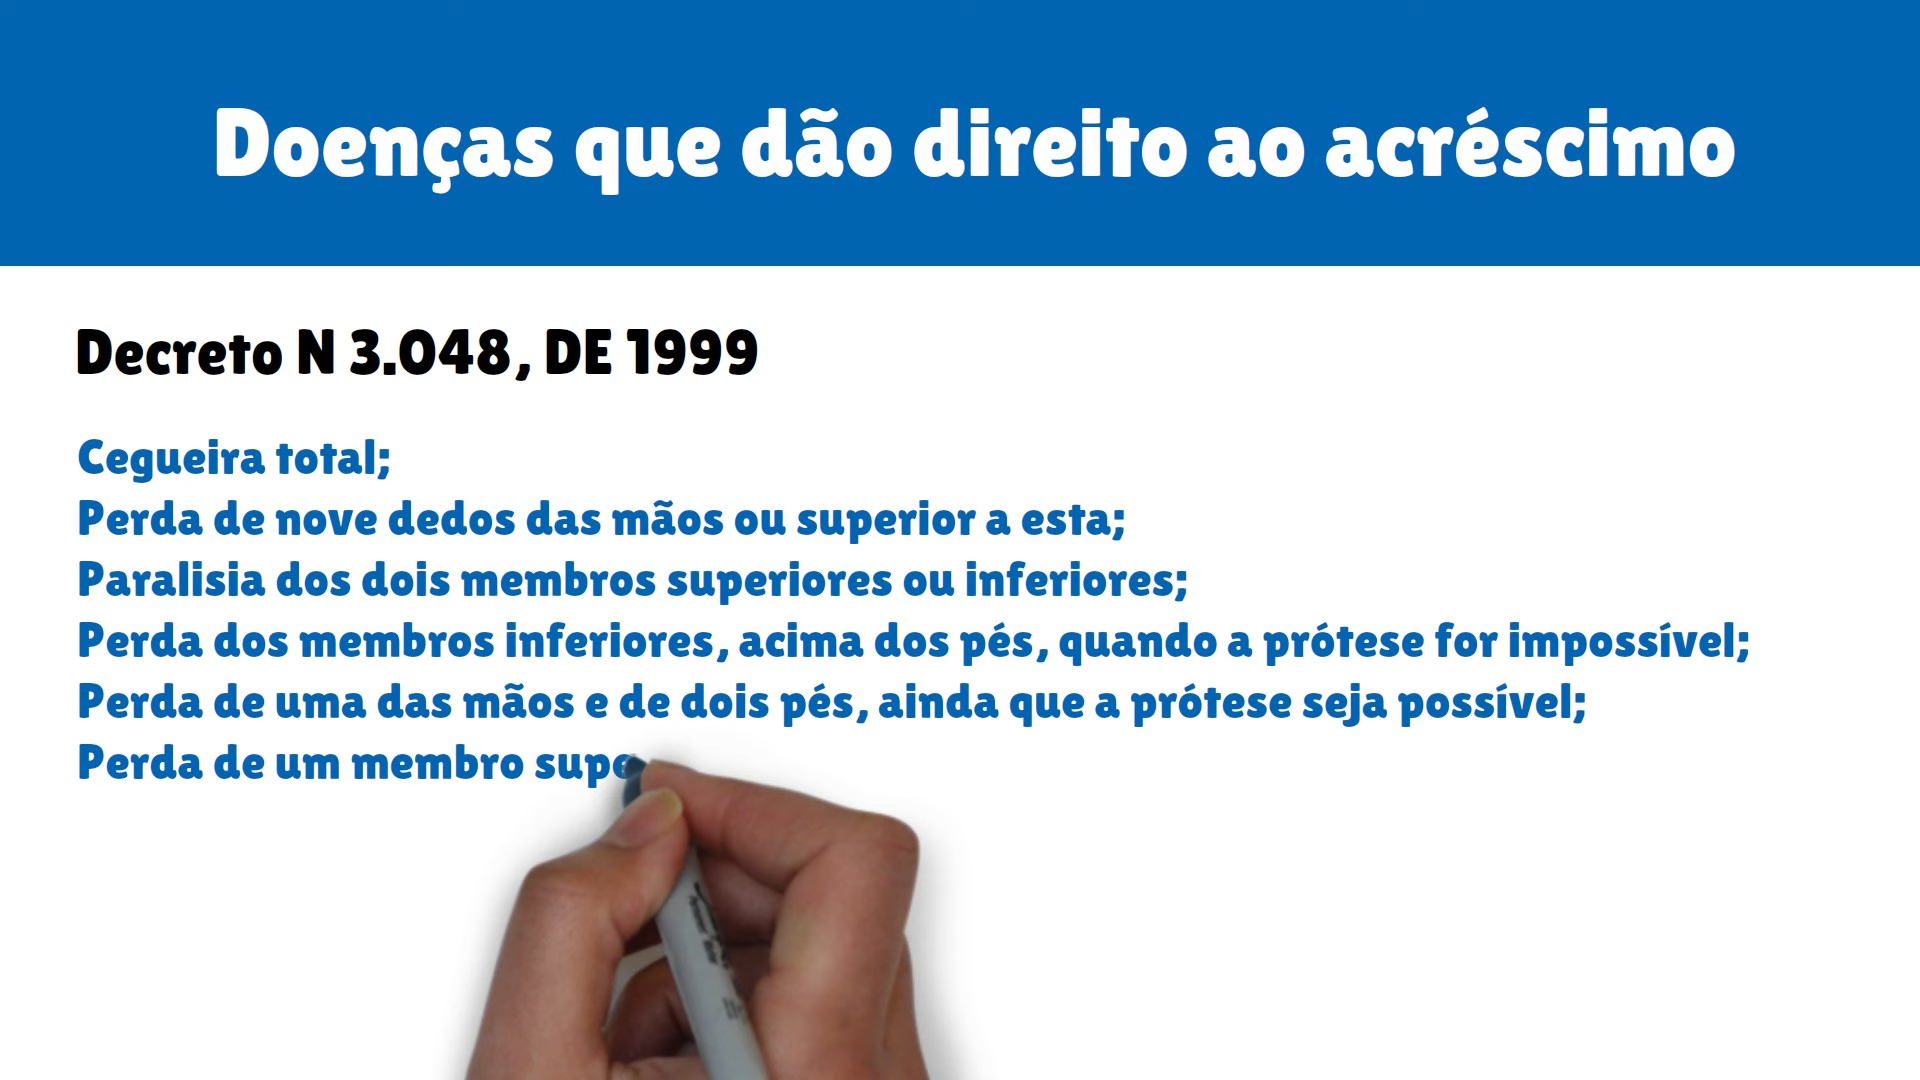 Doenças que dão direito ao acréscimo
Decreto N 3.048, DE 1999
Cegueira total;
Perda de nove dedos das mãos ou superior a esta;
Paralisia dos dois membros superiores ou inferiores;
Perda dos membros inferiores, acima dos pés, quando a prótese for impossível;
Perda de uma das mãos e de dois pés, ainda que a prótese seja possível;
Perda de um membro supe